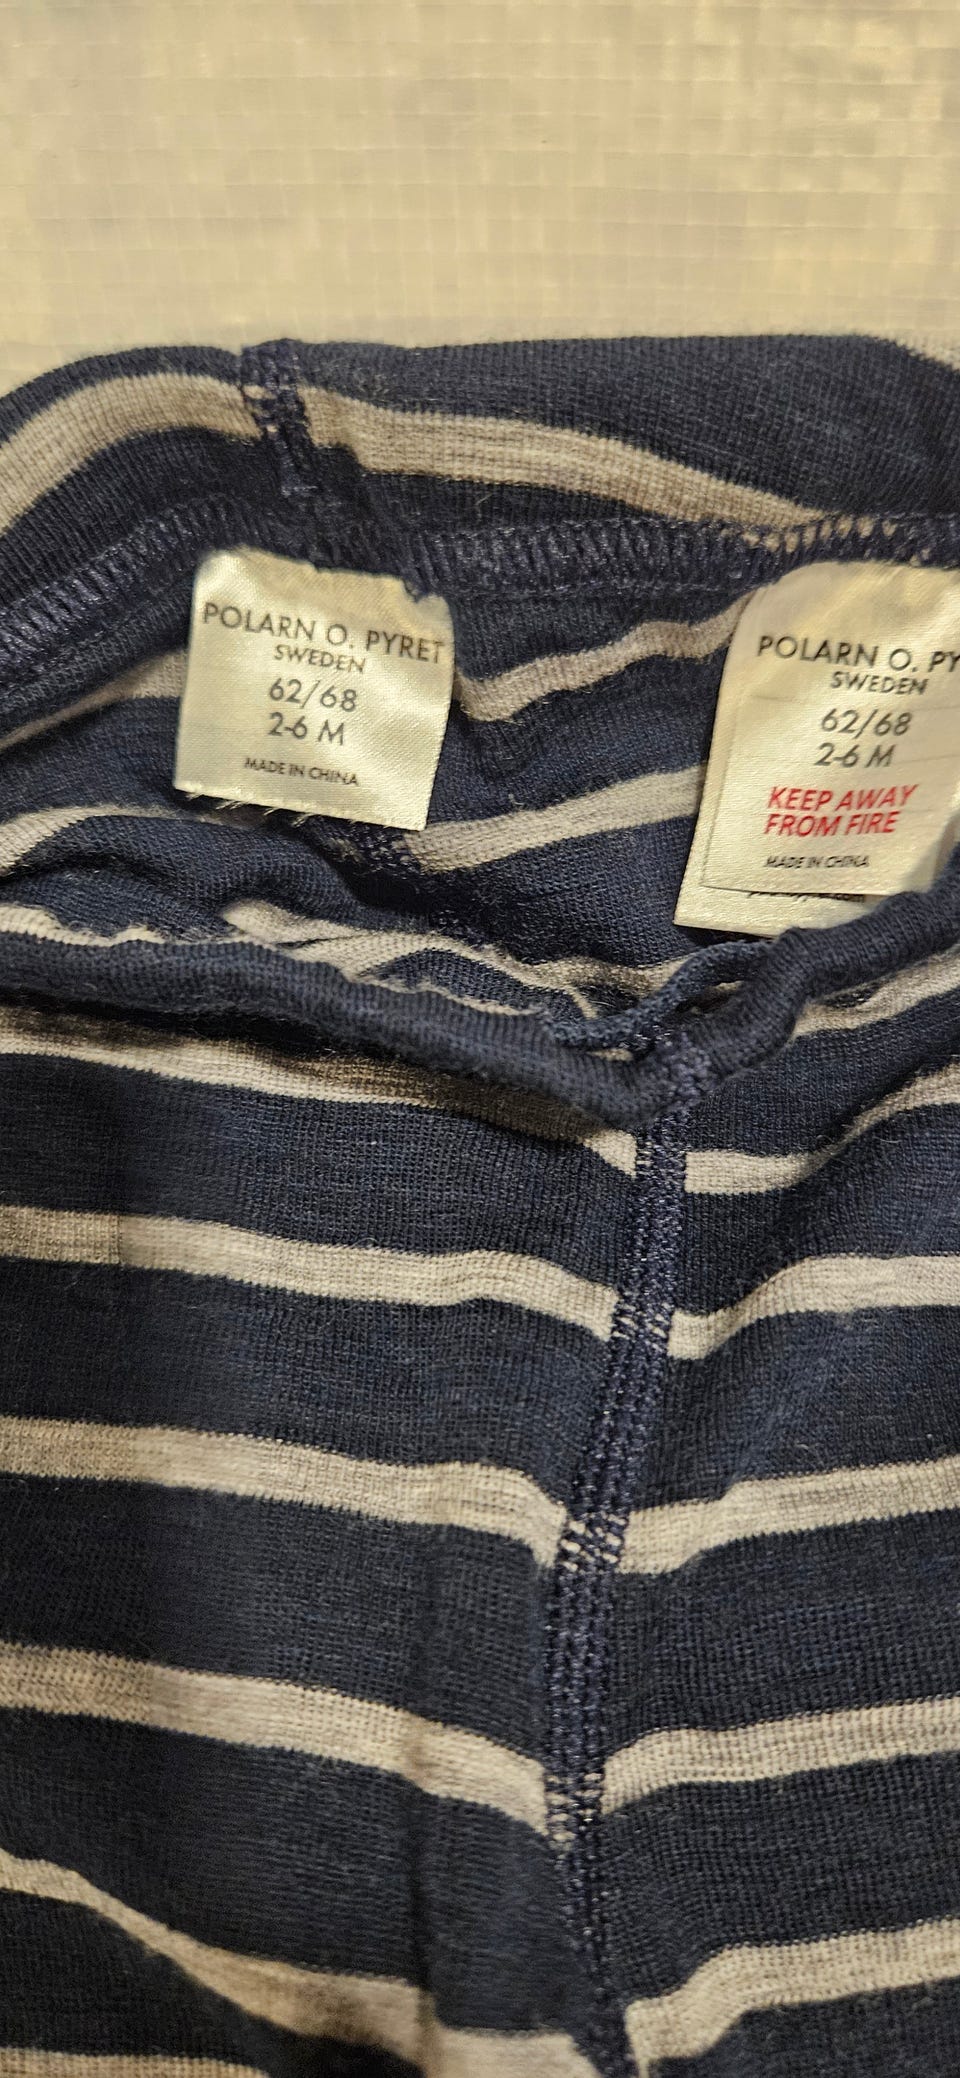 POLARN O. PYRET
SWEDEN
62/68
2-6 M
MADE IN CHINA
POLARN O. PY
SWEDEN
62/68
2-6 M
KEEP AWAY
FROM FIRE
MADE IN CHINA